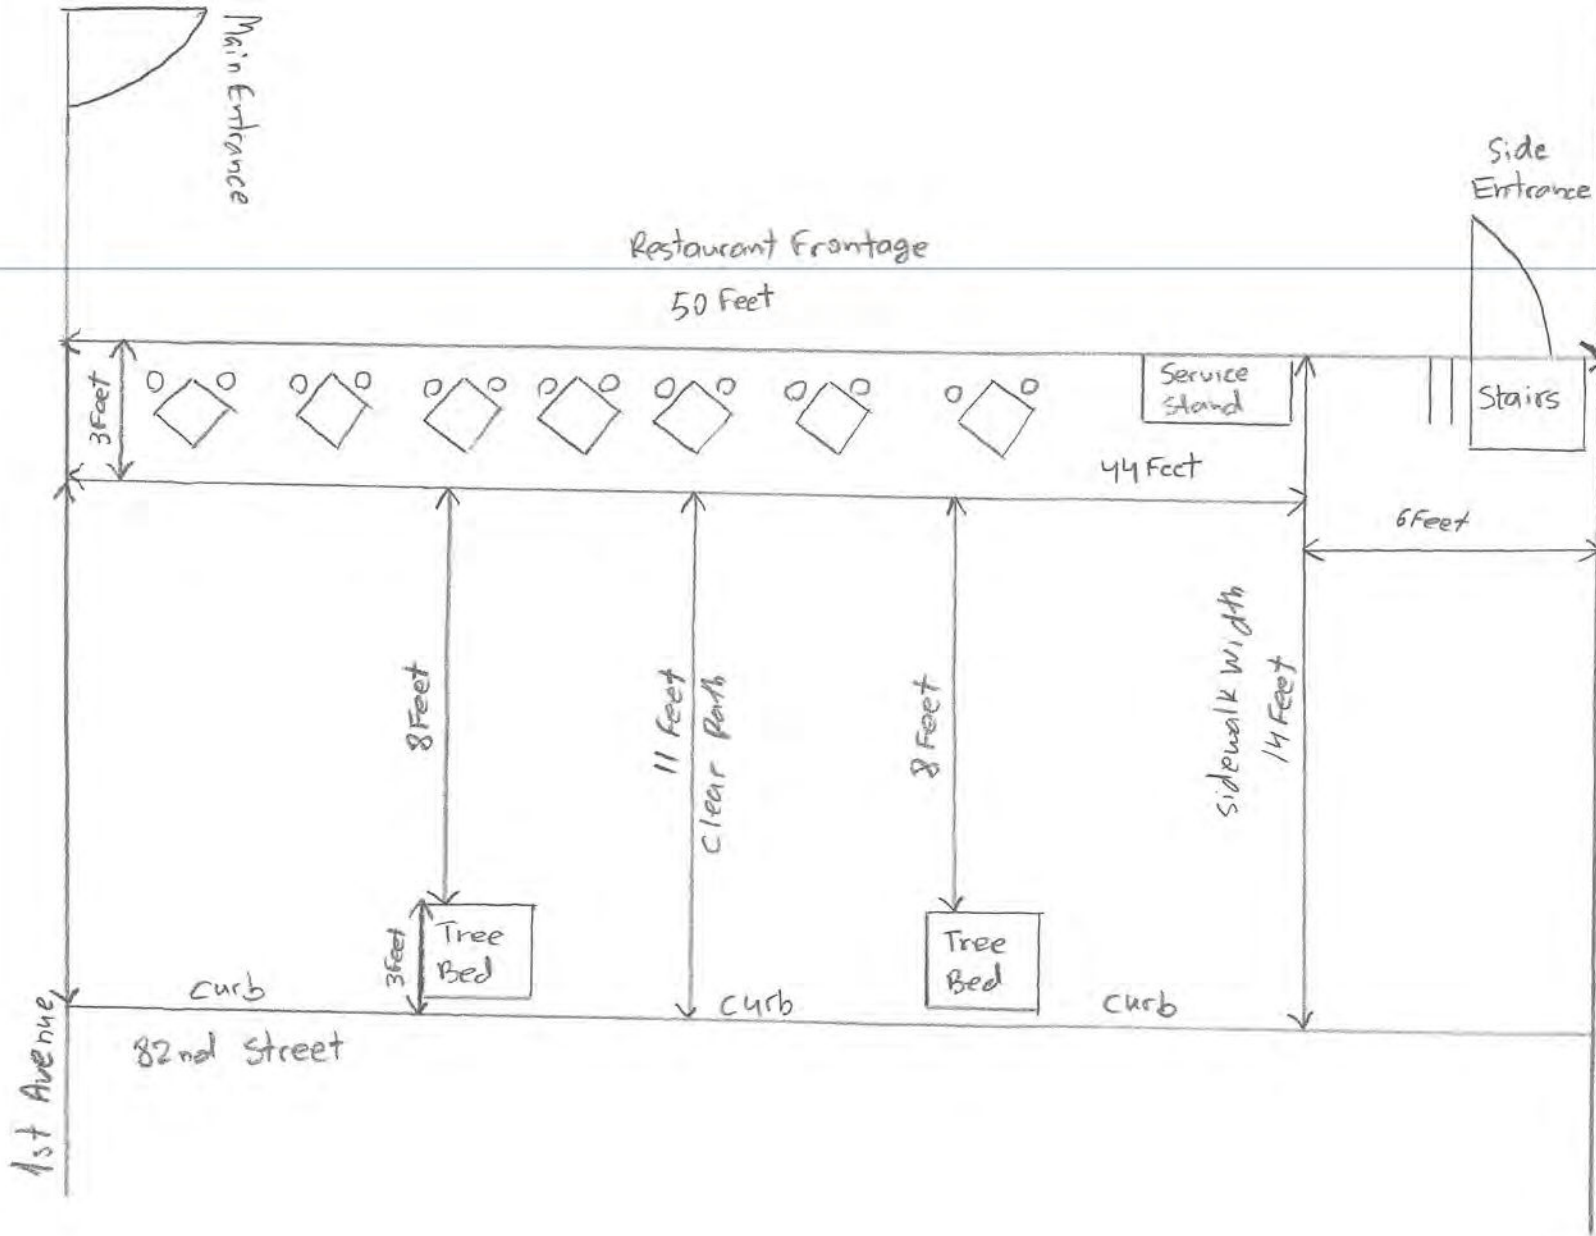 Main Entrance
Side
Entrance
Restaurant Frontage
50 Feet
3 Feet
Service
Stand
Stairs
44 Feet
6 Feet
8 Feet
11 Feet
Clear Path
8 Feet
Sidewalk Width
14 Feet
3 Feet
Tree
Bed
Tree
Bed
Curb
Curb
Curb
82nd Street
1st Avenue